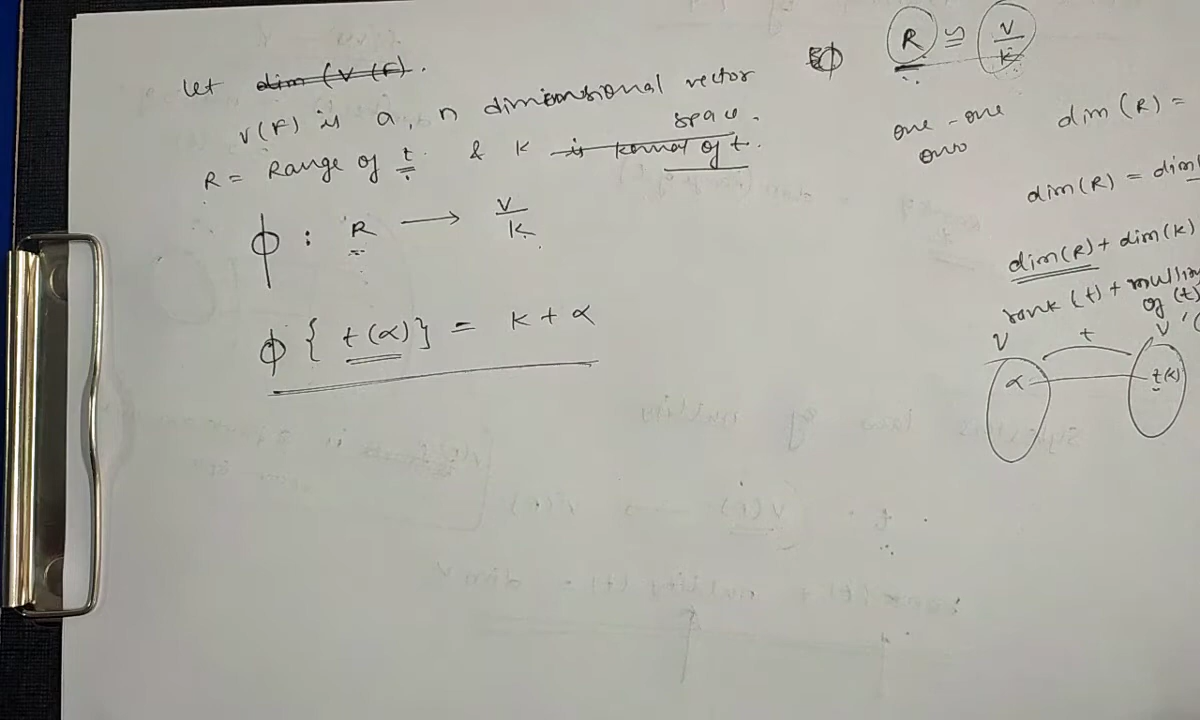 Let dim (V (F).
V(F) is a, n dimensional vector space.
R = Range of t. & K is kernal of t.
ϕ : R → V/K
ϕ { t(α)} = K + α
ϕ R ≅ V/K
one - one
onto
dim (R) =
dim(R) = dim
dim(R) + dim(K)
rank (t) + nullity of (t)
V t V'
α t(α)